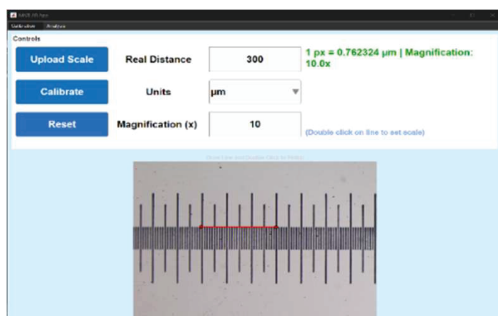 Controls
Upload Scale
Real Distance
300
1 px = 0.762324 µm | Magnification:
10.0x
Calibrate
Units
µm
Reset
Magnification (x)
10
(Double click on line to set scale)